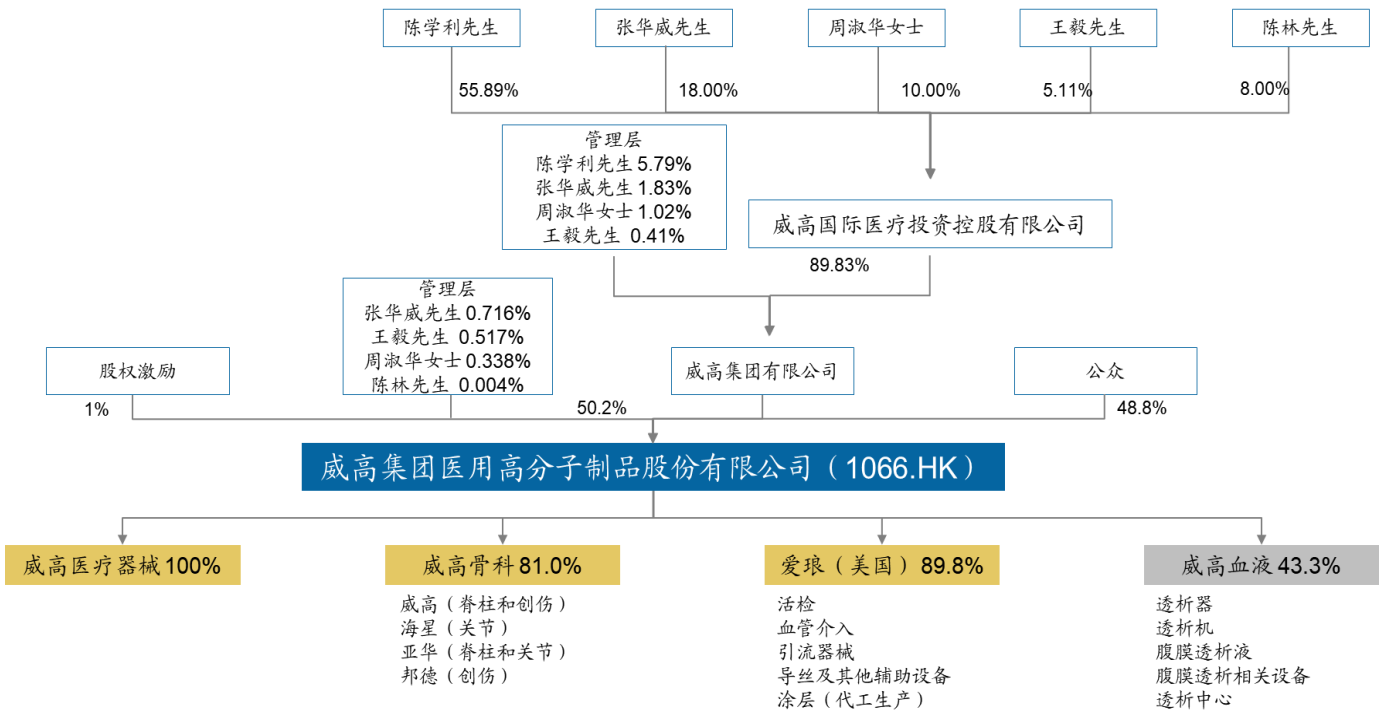 陈学利先生
张华威先生
周淑华女士
王毅先生
陈林先生
55.89%
18.00%
10.00%
5.11%
8.00%
管理层
陈学利先生 5.79%
张华威先生 1.83%
周淑华女士 1.02%
王毅先生 0.41%
威高国际医疗投资控股有限公司
89.83%
管理层
张华威先生 0.716%
王毅先生 0.517%
周淑华女士 0.338%
陈林先生 0.004%
股权激励
威高集团有限公司
公众
1%
50.2%
48.8%
威高集团医用高分子制品股份有限公司（1066.HK）
威高医疗器械 100%
威高骨科 81.0%
爱琅（美国）89.8%
威高血液 43.3%
威高（脊柱和创伤）
海星（关节）
亚华（脊柱和关节）
邦德（创伤）
活检
血管介入
引流器械
导丝及其他辅助设备
涂层（代工生产）
透析器
透析机
腹膜透析液
腹膜透析相关设备
透析中心